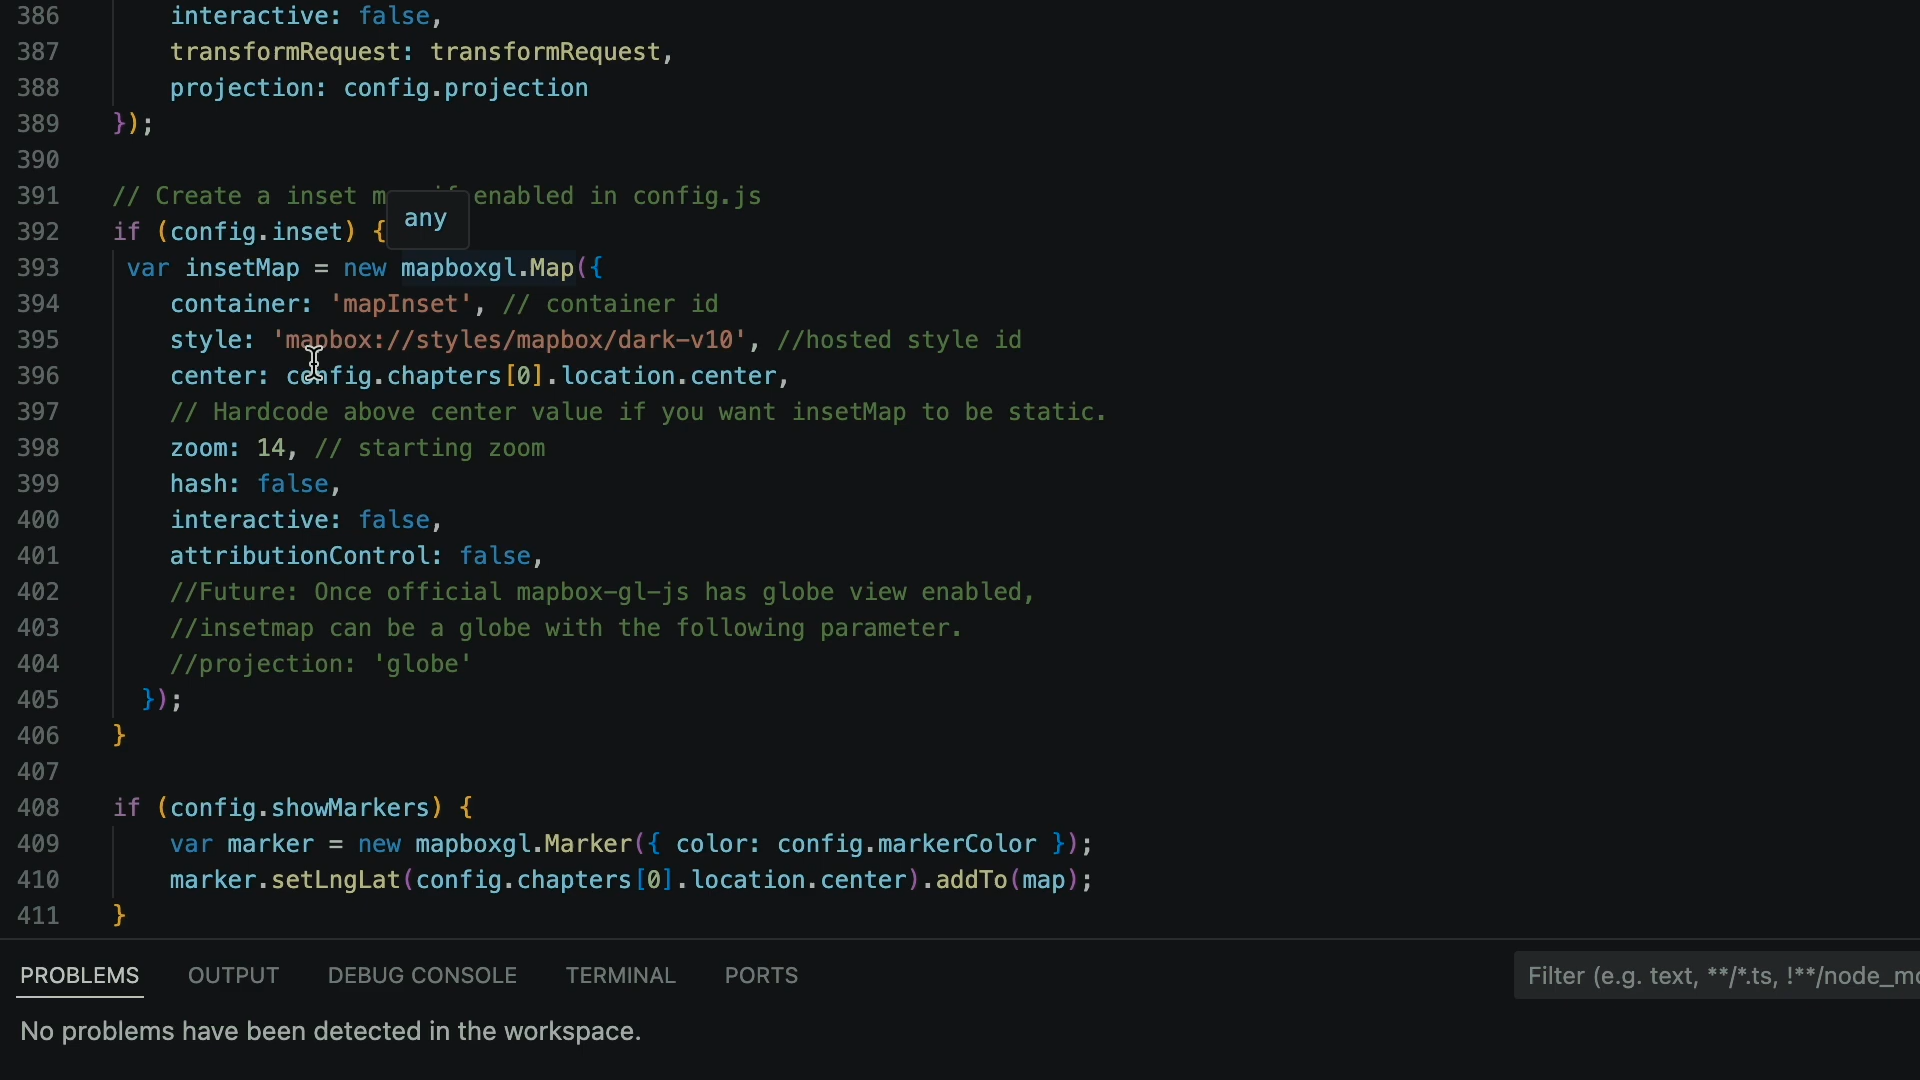 386 interactive: false,
387 transformRequest: transformRequest,
388 projection: config.projection
389 });
390
391 // Create a inset if enabled in config.js
any
392 if (config.inset) {
393 var insetMap = new mapboxgl.Map({
394 container: 'mapInset', // container id
395 style: 'mapbox://styles/mapbox/dark-v10', //hosted style id
396 center: config.chapters[0].location.center,
397 // Hardcode above center value if you want insetMap to be static.
398 zoom: 14, // starting zoom
399 hash: false,
400 interactive: false,
401 attributionControl: false,
402 //Future: Once official mapbox-gl-js has globe view enabled,
403 //insetmap can be a globe with the following parameter.
404 //projection: 'globe'
405 });
406 }
407
408 if (config.showMarkers) {
409 var marker = new mapboxgl.Marker({ color: config.markerColor });
410 marker.setLngLat(config.chapters[0].location.center).addTo(map);
411 }
PROBLEMS OUTPUT DEBUG CONSOLE TERMINAL PORTS Filter (e.g. text, **/*.ts, !**/node_mo
No problems have been detected in the workspace.